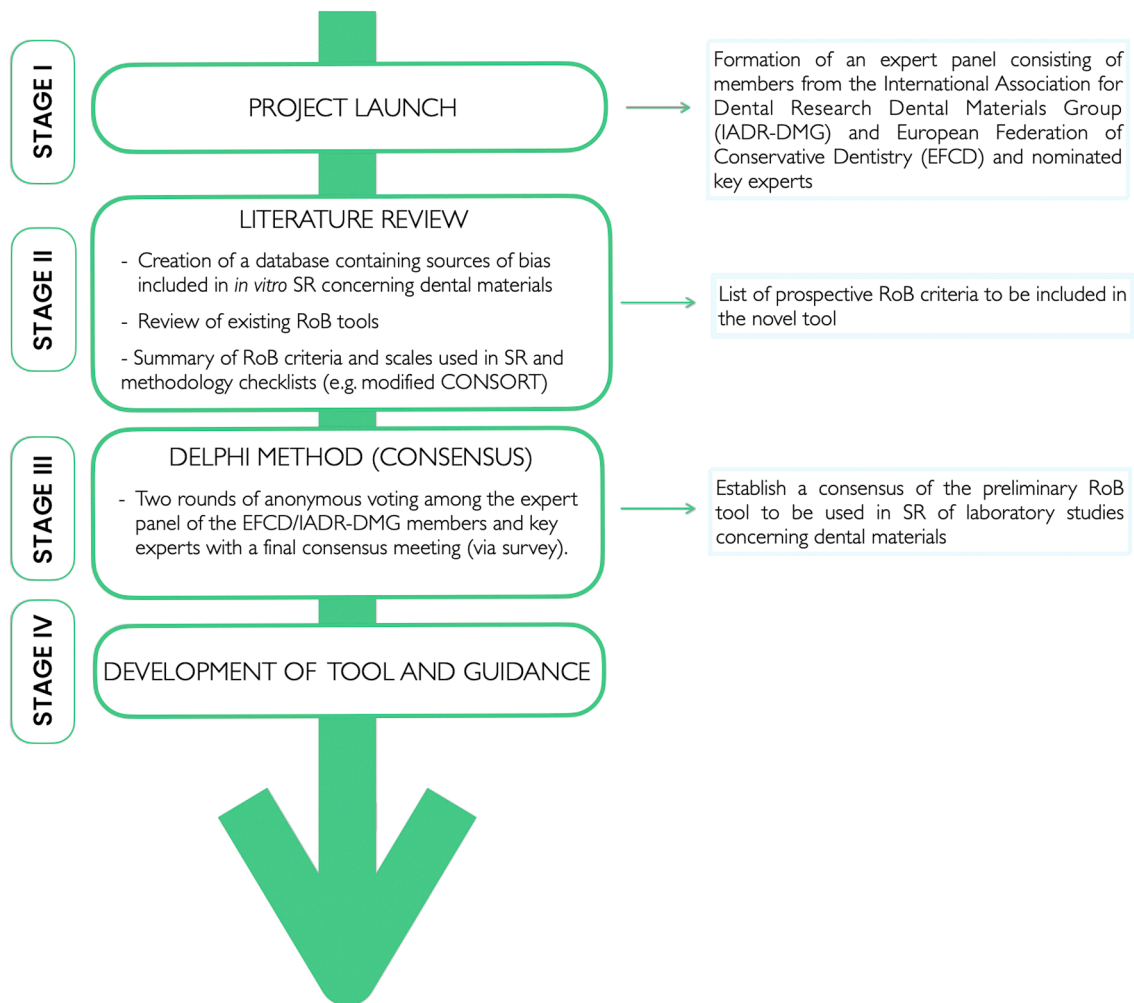 STAGE I
PROJECT LAUNCH
Formation of an expert panel consisting of
members from the International Association for
Dental Research Dental Materials Group
(IADR-DMG) and European Federation of
Conservative Dentistry (EFCD) and nominated
key experts
STAGE II
LITERATURE REVIEW
- Creation of a database containing sources of bias
included in in vitro SR concerning dental materials
- Review of existing RoB tools
- Summary of RoB criteria and scales used in SR and
methodology checklists (e.g. modified CONSORT)
List of prospective RoB criteria to be included in
the novel tool
STAGE III
DELPHI METHOD (CONSENSUS)
- Two rounds of anonymous voting among the expert
panel of the EFCD/IADR-DMG members and key
experts with a final consensus meeting (via survey).
Establish a consensus of the preliminary RoB
tool to be used in SR of laboratory studies
concerning dental materials
STAGE IV
DEVELOPMENT OF TOOL AND GUIDANCE